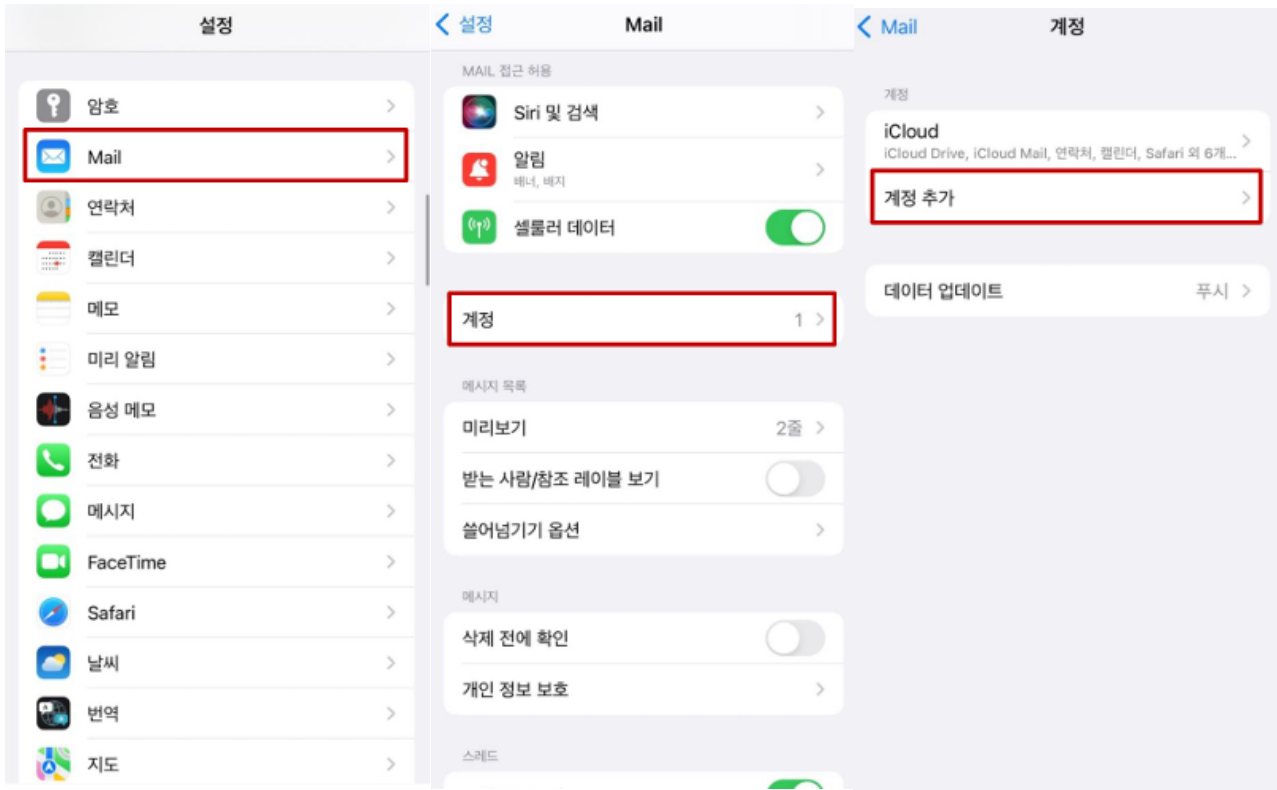 설정
암호
Mail
연락처
캘린더
메모
미리 알림
음성 메모
전화
메시지
FaceTime
Safari
날씨
번역
지도
설정
Mail
MAIL 접근 허용
Siri 및 검색
알림
배너, 배지
셀룰러 데이터
계정 1
메시지 목록
미리보기 2줄
받는 사람/참조 레이블 보기
쓸어넘기기 옵션
메시지
삭제 전에 확인
개인 정보 보호
스레드
Mail
계정
계정
iCloud
iCloud Drive, iCloud Mail, 연락처, 캘린더, Safari 외 6개...
계정 추가
데이터 업데이트 푸시